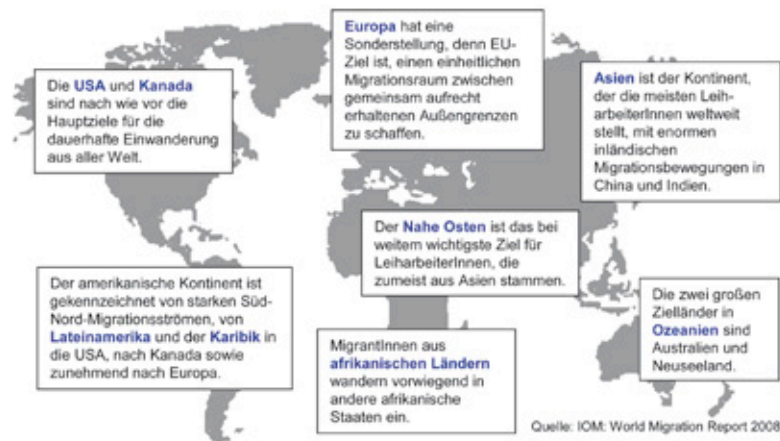 Die USA und Kanada
sind nach wie vor die
Hauptziele für die
dauerhafte Einwanderung
aus aller Welt.
Europa hat eine
Sonderstellung, denn EU-
Ziel ist, einen einheitlichen
Migrationsraum zwischen
gemeinsam aufrecht
erhaltenen Außengrenzen
zu schaffen.
Asien ist der Kontinent,
der die meisten Leih-
arbeiterInnen weltweit
stellt, mit enormen
inländischen
Migrationsbewegungen in
China und Indien.
Der Nahe Osten ist das bei
weitem wichtigste Ziel für
LeiharbeiterInnen, die
zumeist aus Asien stammen.
Der amerikanische Kontinent ist
gekennzeichnet von starken Süd-
Nord-Migrationsströmen, von
Lateinamerika und der Karibik in
die USA, nach Kanada sowie
zunehmend nach Europa.
MigrantInnen aus
afrikanischen Ländern
wandern vorwiegend in
andere afrikanische
Staaten ein.
Die zwei großen
Zielländer in
Ozeanien sind
Australien und
Neuseeland.
Quelle: IOM: World Migration Report 2008